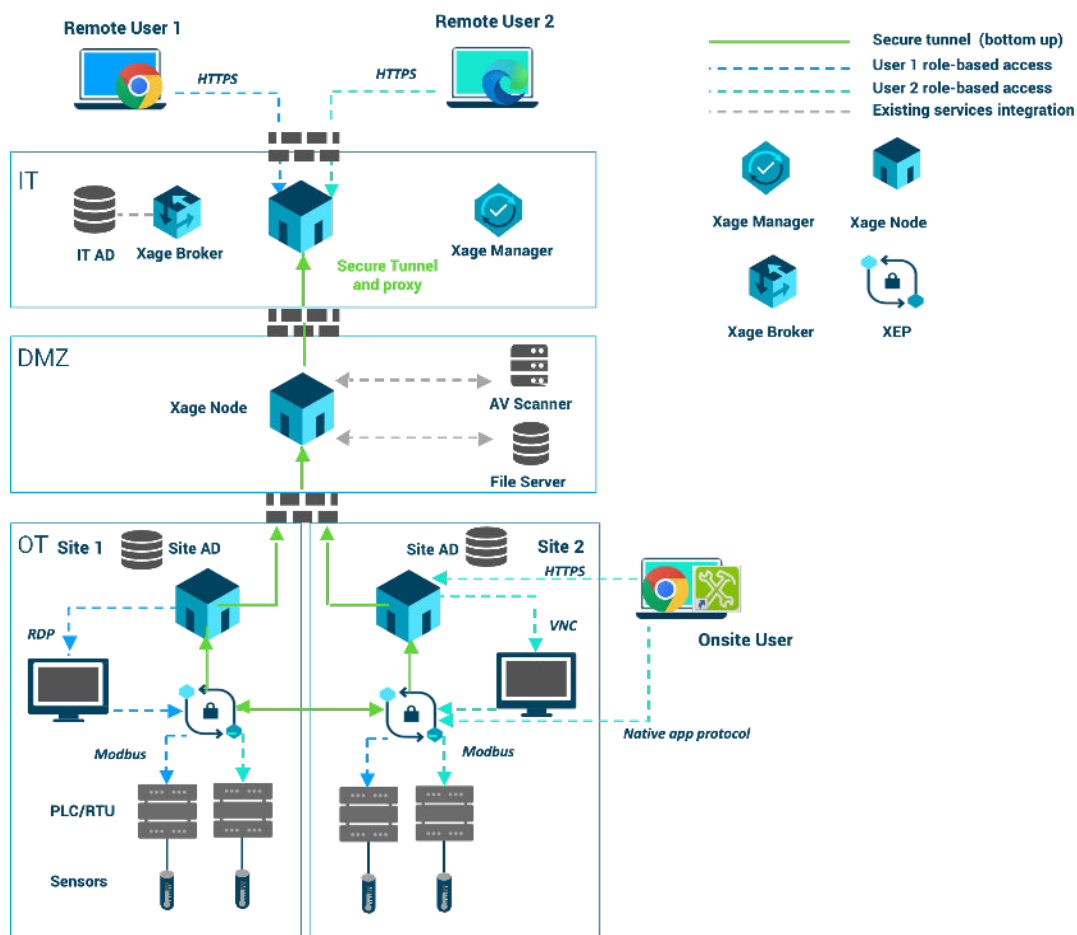 Remote User 1
Remote User 2
HTTPS
HTTPS
Secure tunnel (bottom up)
User 1 role-based access
User 2 role-based access
Existing services integration
Xage Manager
Xage Node
Xage Broker
XEP
IT
IT AD
Xage Broker
Xage Manager
Secure Tunnel
and proxy
DMZ
Xage Node
AV Scanner
File Server
OT
Site 1
Site AD
Site AD
Site 2
HTTPS
RDP
VNC
Onsite User
Modbus
Modbus
Native app protocol
PLC/RTU
Sensors